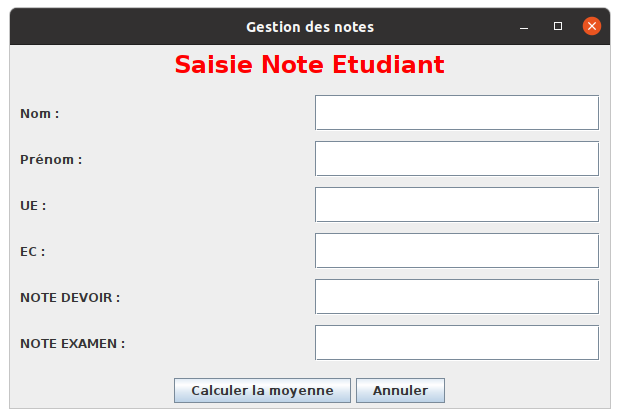 Gestion des notes
Saisie Note Etudiant
Nom :
Prénom :
UE :
EC :
NOTE DEVOIR :
NOTE EXAMEN :
Calculer la moyenne Annuler